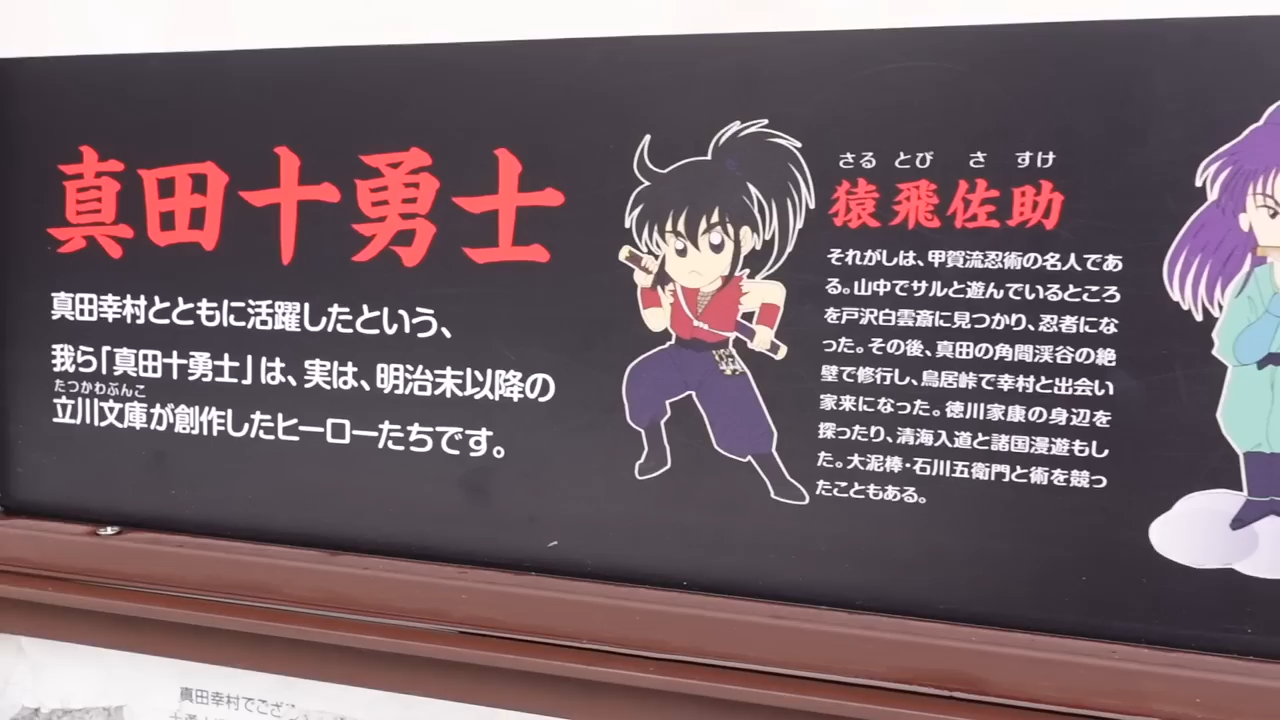 真田十勇士
真田幸村とともに活躍したという、
我ら「真田十勇士」は、実は、明治末以降の
たつかわぶんこ
立川文庫が創作したヒーローたちです。
さる とび さ すけ
猿飛佐助
それがしは、甲賀流忍術の名人であ
る。山中でサルと遊んでいるところ
を戸沢白雲斎に見つかり、忍者にな
った。その後、真田の角間渓谷の絶
壁で修行し、鳥居峠で幸村と出会い
家来になった。徳川家康の身辺を
探ったり、清海入道と諸国漫遊もし
た。大泥棒・石川五衛門と術を競っ
たこともある。
真田幸村でござ